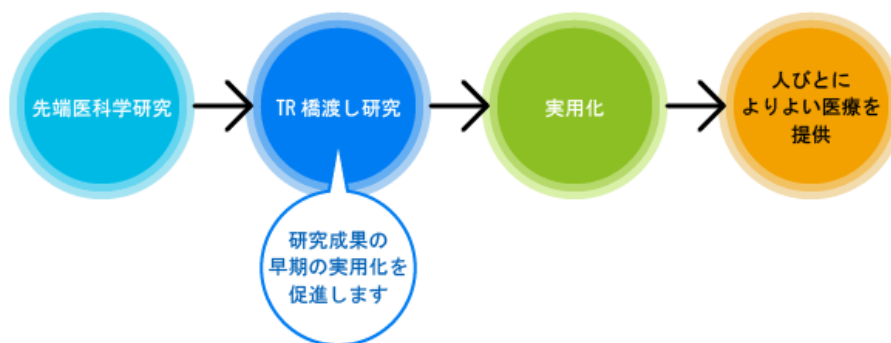 先端医科学研究
TR 橋渡し研究
実用化
人びとに
よりよい医療を
提供
研究成果の
早期の実用化を
促進します